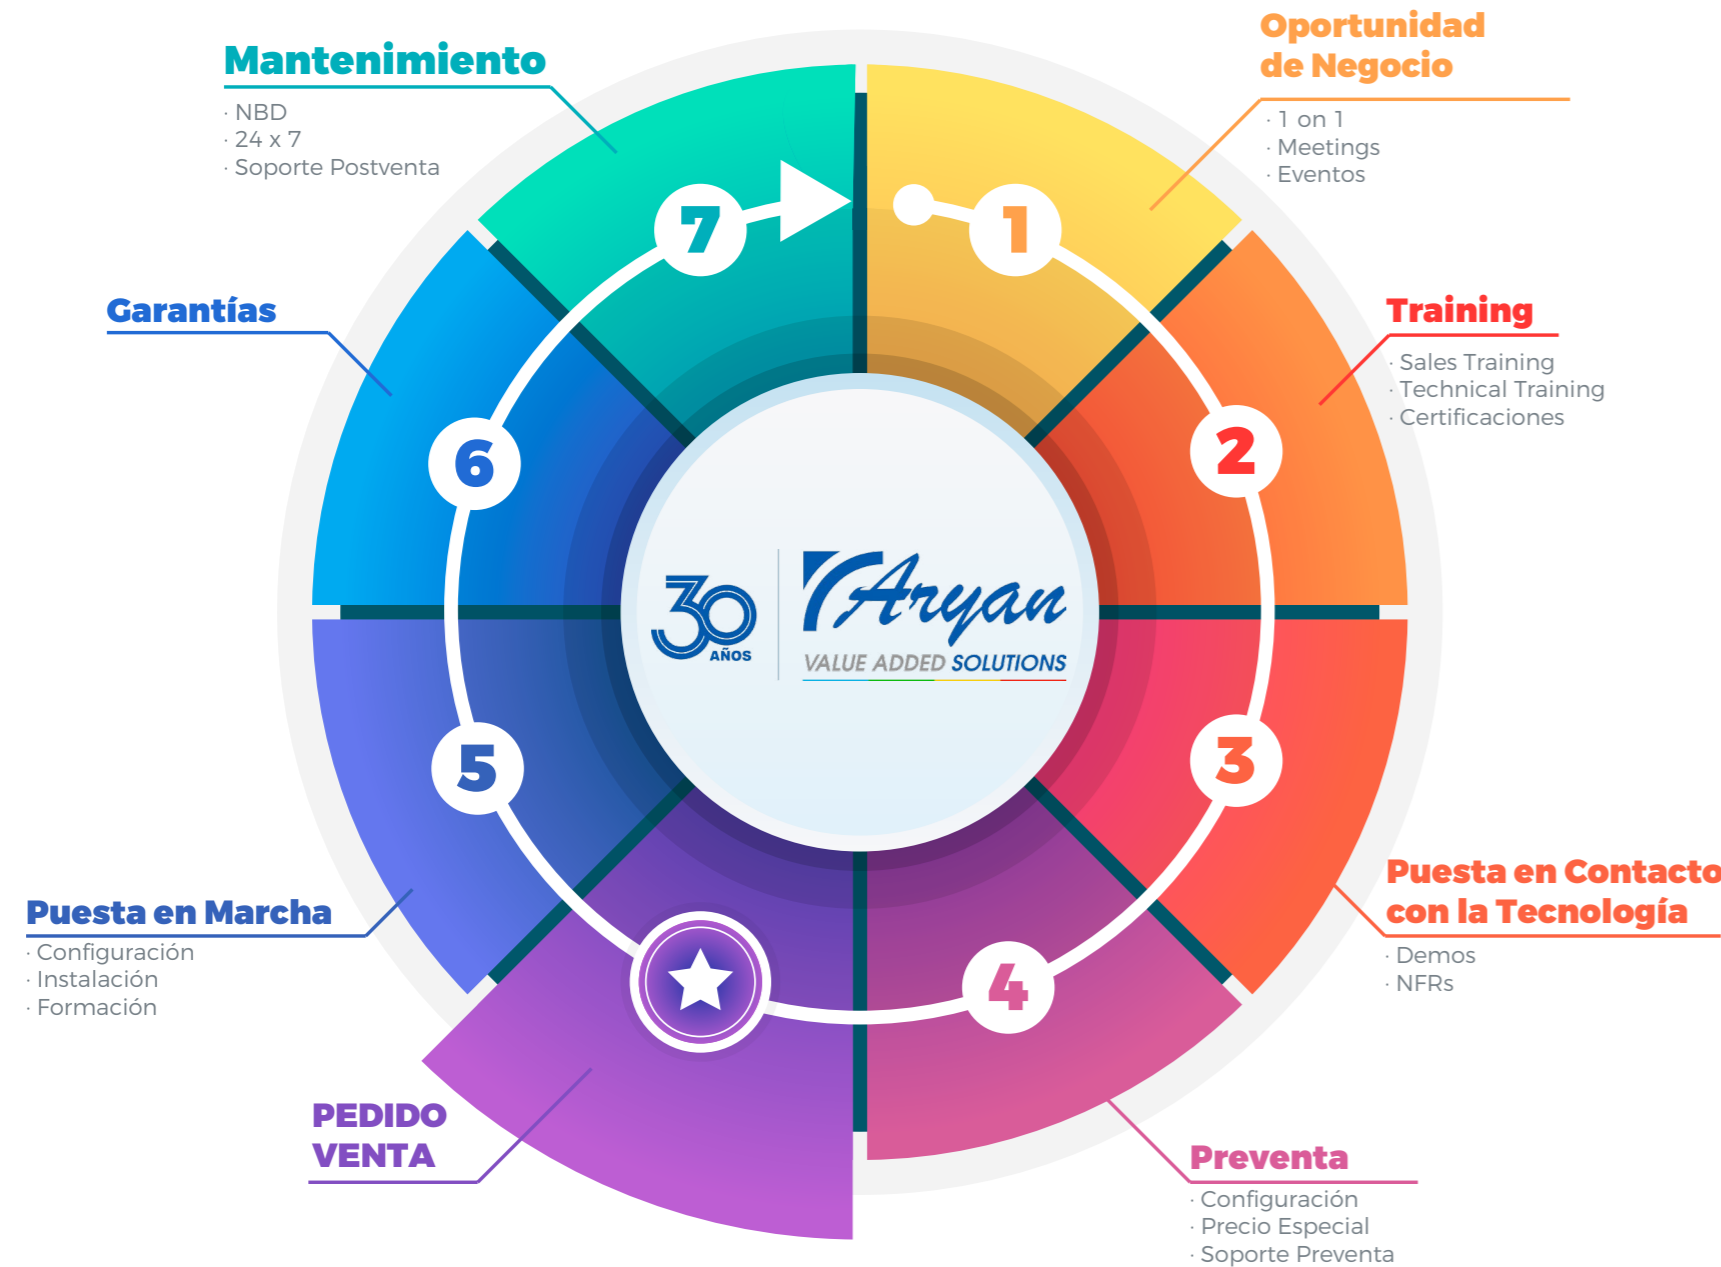 Oportunidad
de Negocio
· 1 on 1
· Meetings
· Eventos
1
Training
· Sales Training
· Technical Training
· Certificaciones
2
Puesta en Contacto
con la Tecnología
· Demos
· NFRs
3
Preventa
· Configuración
· Precio Especial
· Soporte Preventa
4
PEDIDO
VENTA
Puesta en Marcha
· Configuración
· Instalación
· Formación
5
Garantías
6
Mantenimiento
· NBD
· 24 x 7
· Soporte Postventa
7
30
AÑOS
Aryan
VALUE ADDED SOLUTIONS